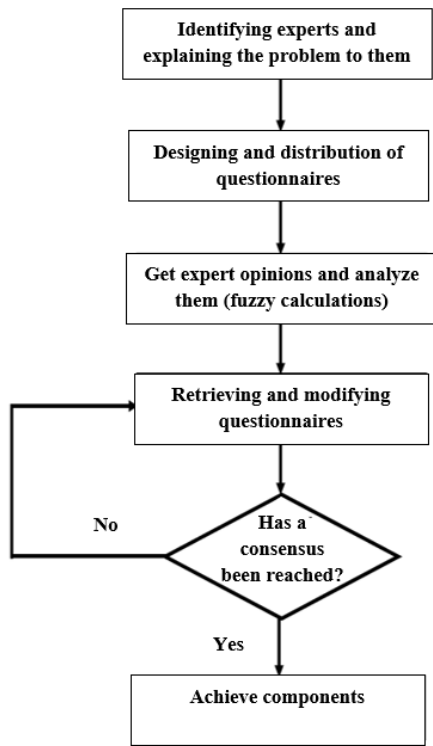 Identifying experts and
explaining the problem to them
Designing and distribution of
questionnaires
Get expert opinions and analyze
them (fuzzy calculations)
Retrieving and modifying
questionnaires
Has a
consensus
been reached?
No
Yes
Achieve components